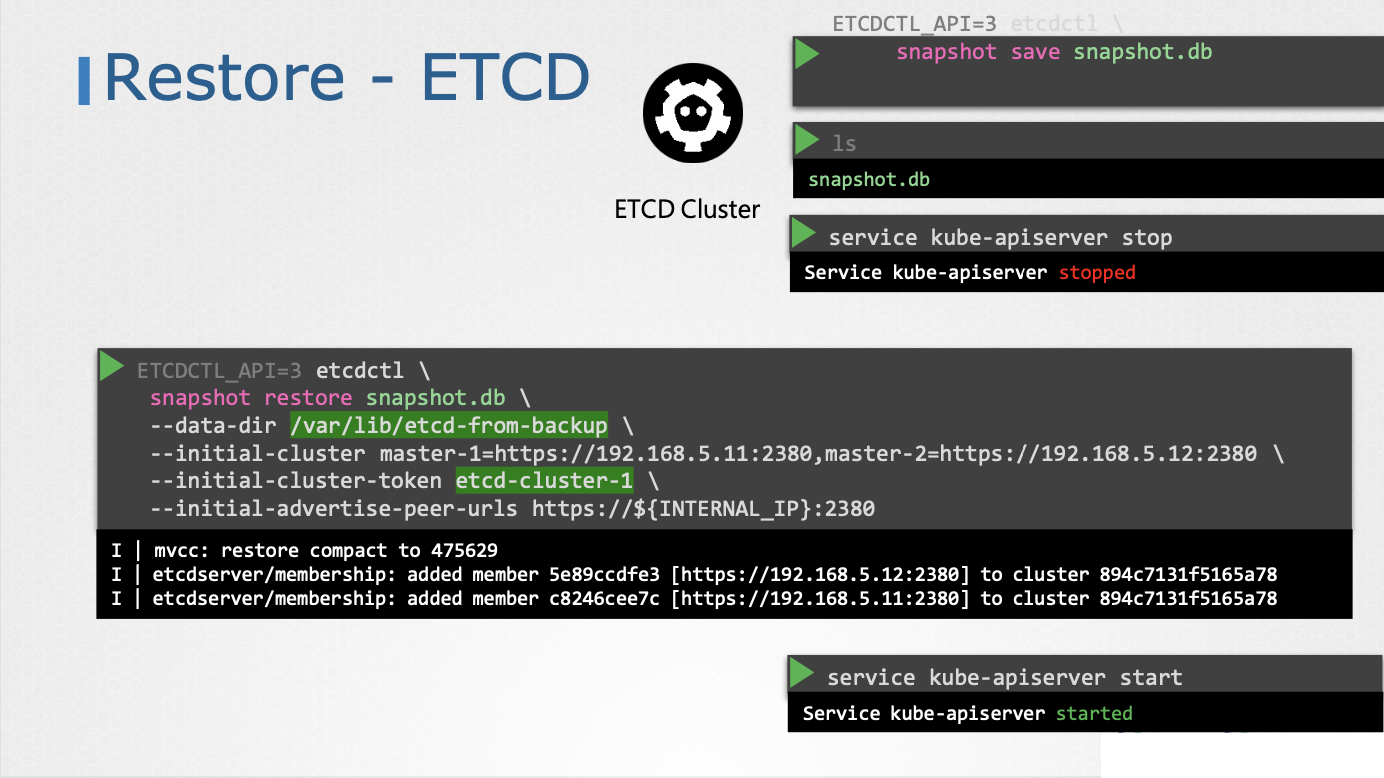 Restore - ETCD
ETCD Cluster
ETCDCTL_API=3 etcdctl \
snapshot save snapshot.db
ls
snapshot.db
service kube-apiserver stop
Service kube-apiserver stopped
ETCDCTL_API=3 etcdctl \
snapshot restore snapshot.db \
--data-dir /var/lib/etcd-from-backup \
--initial-cluster master-1=https://192.168.5.11:2380,master-2=https://192.168.5.12:2380 \
--initial-cluster-token etcd-cluster-1 \
--initial-advertise-peer-urls https://${INTERNAL_IP}:2380
I | mvcc: restore compact to 475629
I | etcdserver/membership: added member 5e89ccdfe3 [https://192.168.5.12:2380] to cluster 894c7131f5165a78
I | etcdserver/membership: added member c8246cee7c [https://192.168.5.11:2380] to cluster 894c7131f5165a78
service kube-apiserver start
Service kube-apiserver started